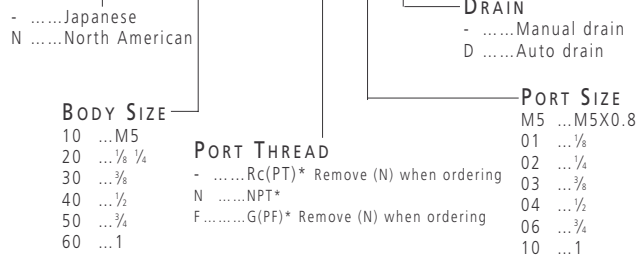 - ……Japanese
N ……North American
DRAIN
- ……Manual drain
D ……Auto drain
BODY SIZE
10 …M5
20 …⅛ ¼
30 …⅜
40 …½
50 …¾
60 …1
PORT THREAD
- ……Rc(PT)* Remove (N) when ordering
N ……NPT*
F………G(PF)* Remove (N) when ordering
PORT SIZE
M5 …M5X0.8
01 …⅛
02 …¼
03 …⅜
04 …½
06 …¾
10 …1